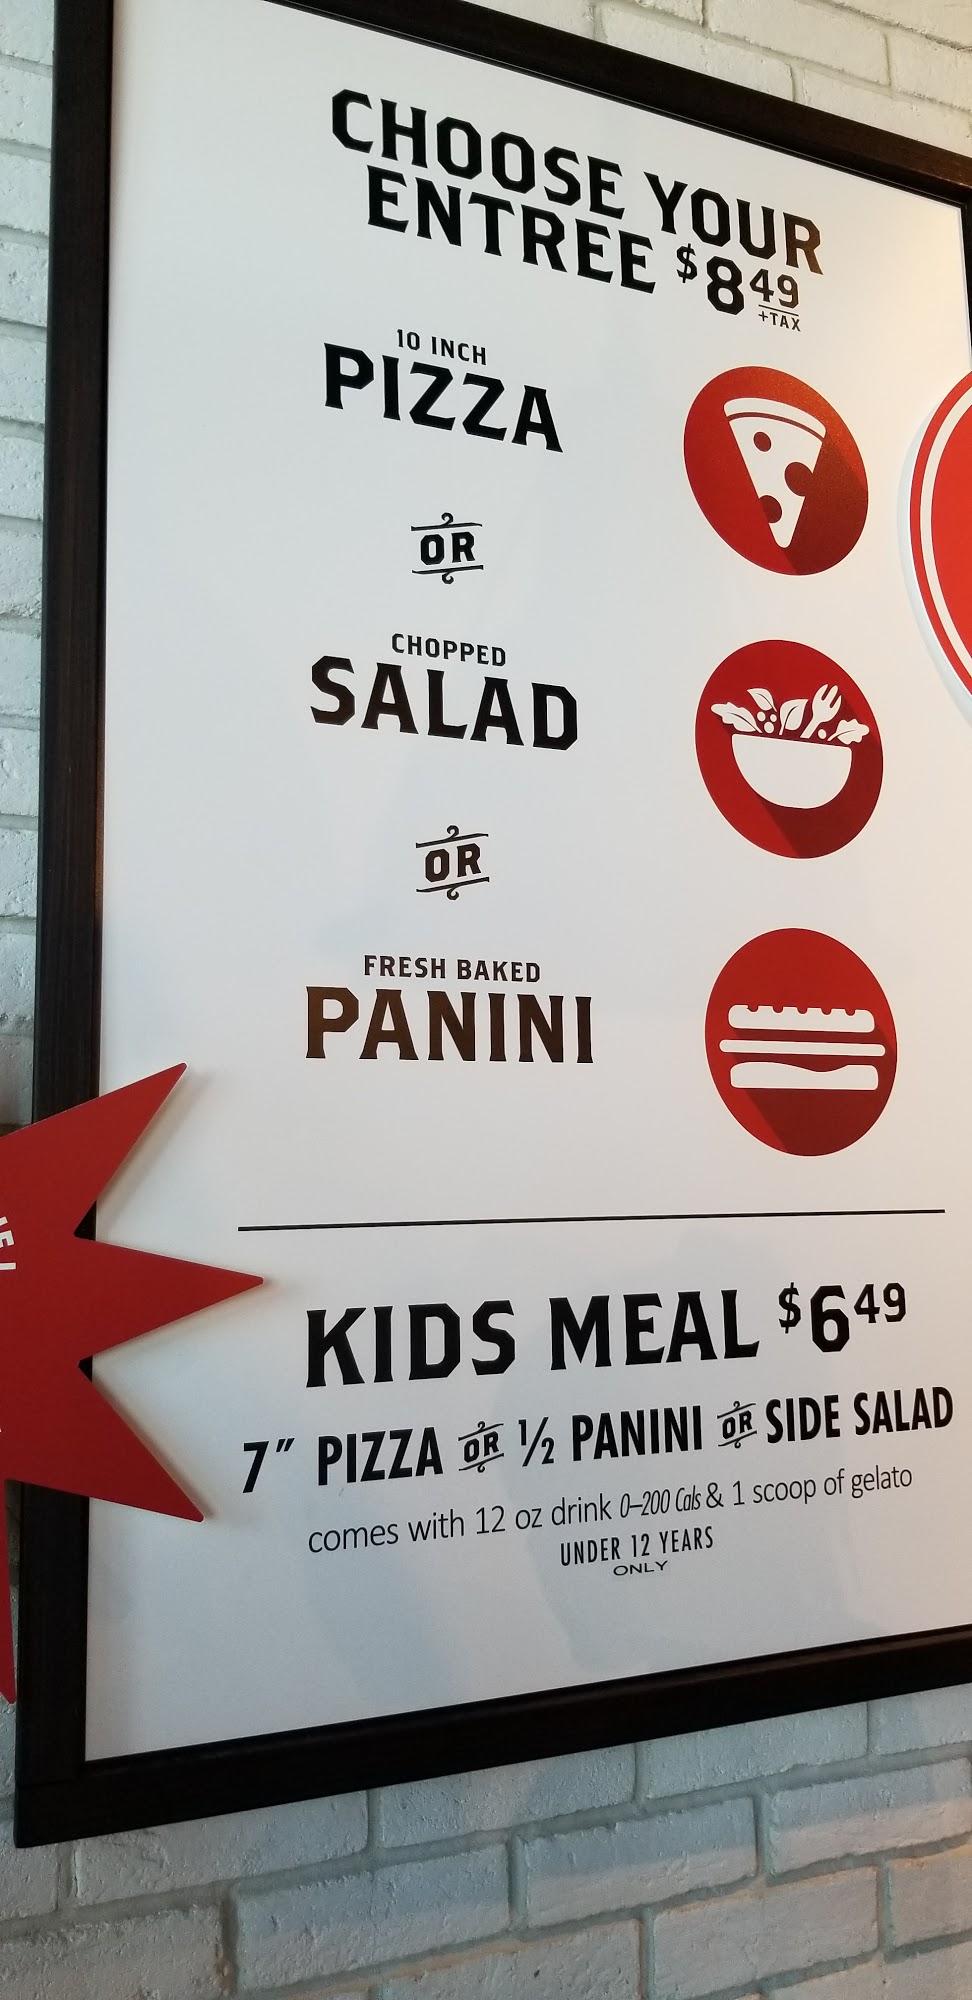 CHOOSE YOUR
ENTREE $8 49
+TAX
10 INCH
PIZZA
OR
CHOPPED
SALAD
OR
FRESH BAKED
PANINI
KIDS MEAL $6 49
7" PIZZA OR ½ PANINI OR SIDE SALAD
comes with 12 oz drink 0–200 Cals & 1 scoop of gelato
UNDER 12 YEARS
ONLY